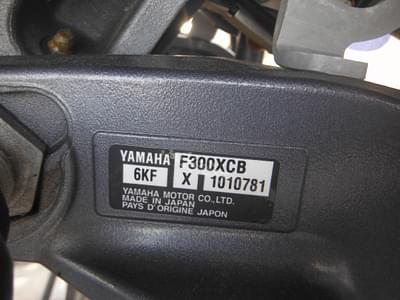 YAMAHA F300XCB
6KF X 1010781
YAMAHA MOTOR CO.,LTD.
MADE IN JAPAN
PAYS D'ORIGINE JAPON